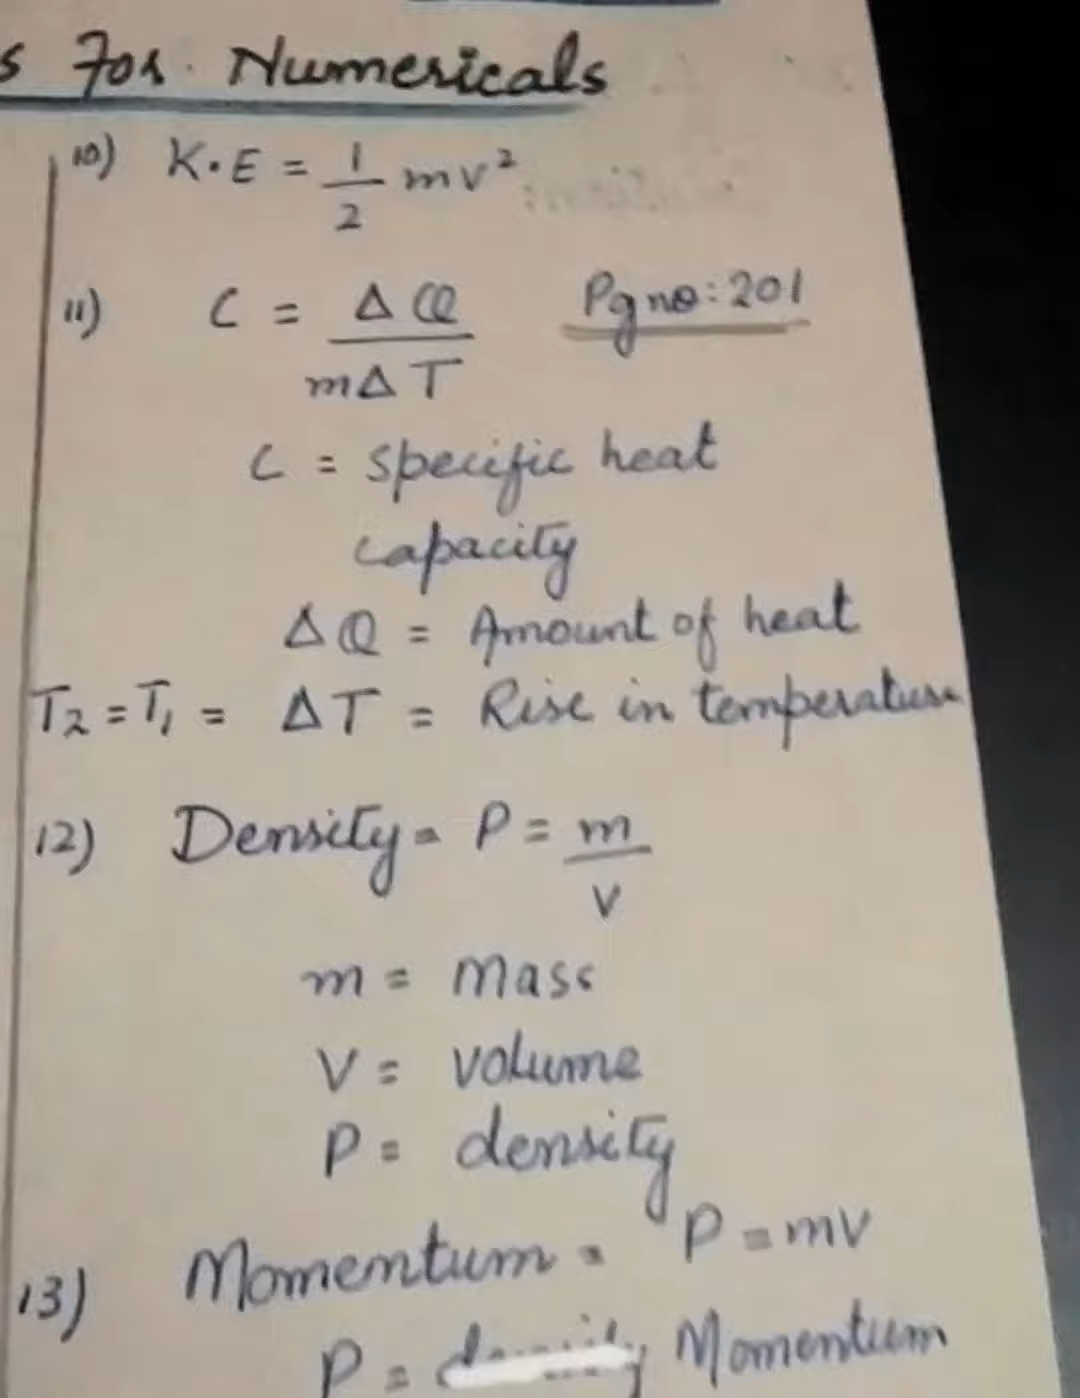 s For Numericals
10) K.E = 1/2 mv²
11) C = ΔQ / mΔT Pg no: 201
C = specific heat
capacity
ΔQ = Amount of heat
T₂ = T₁ = ΔT = Rise in temperature
12) Density = P = m/v
m = Mass
V = volume
P = density
13) Momentum = P = mv
P = density Momentum